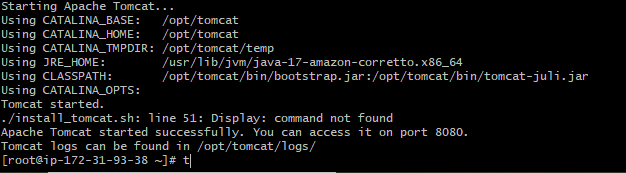 Starting Apache Tomcat...
Using CATALINA_BASE:   /opt/tomcat
Using CATALINA_HOME:   /opt/tomcat
Using CATALINA_TMPDIR: /opt/tomcat/temp
Using JRE_HOME:        /usr/lib/jvm/java-17-amazon-corretto.x86_64
Using CLASSPATH:       /opt/tomcat/bin/bootstrap.jar:/opt/tomcat/bin/tomcat-juli.jar
Using CATALINA_OPTS:
Tomcat started.
./install_tomcat.sh: line 51: Display: command not found
Apache Tomcat started successfully. You can access it on port 8080.
Tomcat logs can be found in /opt/tomcat/logs/
[root@ip-172-31-93-38 ~]# t